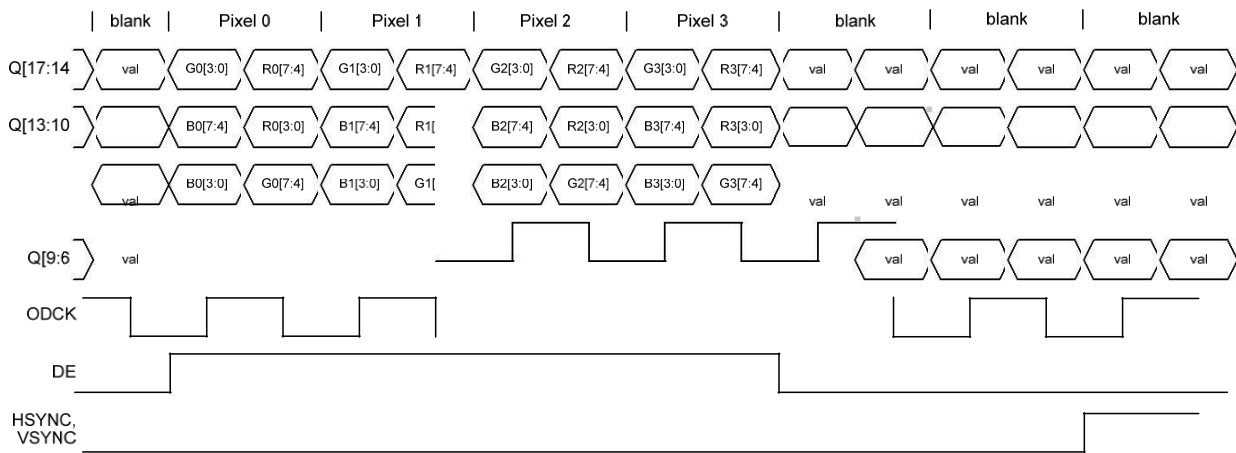 blank Pixel 0 Pixel 1 Pixel 2 Pixel 3 blank blank blank
Q[17:14 val G0[3:0] R0[7:4] G1[3:0] R1[7:4] G2[3:0] R2[7:4] G3[3:0] R3[7:4] val val val val val val
Q[13:10 B0[7:4] R0[3:0] B1[7:4] R1[ B2[7:4] R2[3:0] B3[7:4] R3[3:0]
B0[3:0] G0[7:4] B1[3:0] G1[ B2[3:0] G2[7:4] B3[3:0] G3[7:4]
val val val val val val val
Q[9:6 val val val val val val
ODCK
DE
HSYNC,
VSYNC